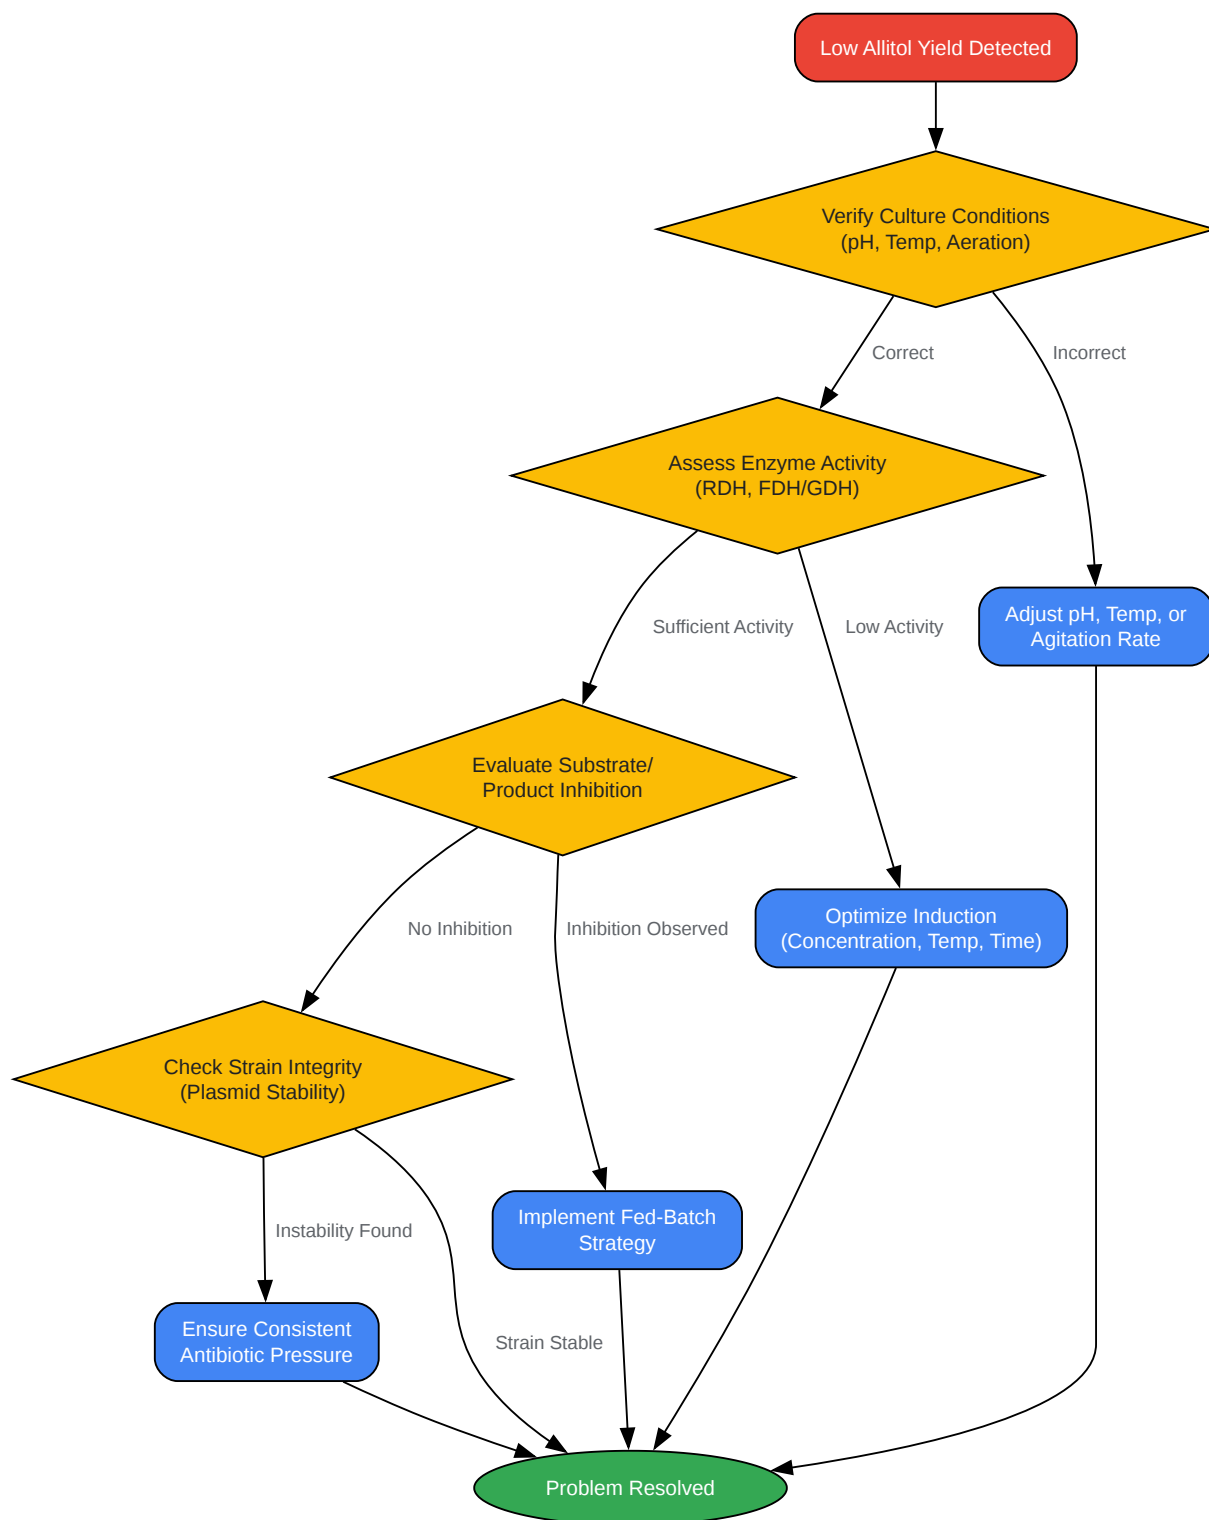 Low Allitol Yield Detected
Verify Culture Conditions
(pH, Temp, Aeration)
Correct
Incorrect
Assess Enzyme Activity
(RDH, FDH/GDH)
Adjust pH, Temp, or
Agitation Rate
Sufficient Activity
Low Activity
Evaluate Substrate/
Product Inhibition
Optimize Induction
(Concentration, Temp, Time)
No Inhibition
Inhibition Observed
Check Strain Integrity
(Plasmid Stability)
Implement Fed-Batch
Strategy
Instability Found
Ensure Consistent
Antibiotic Pressure
Strain Stable
Problem Resolved